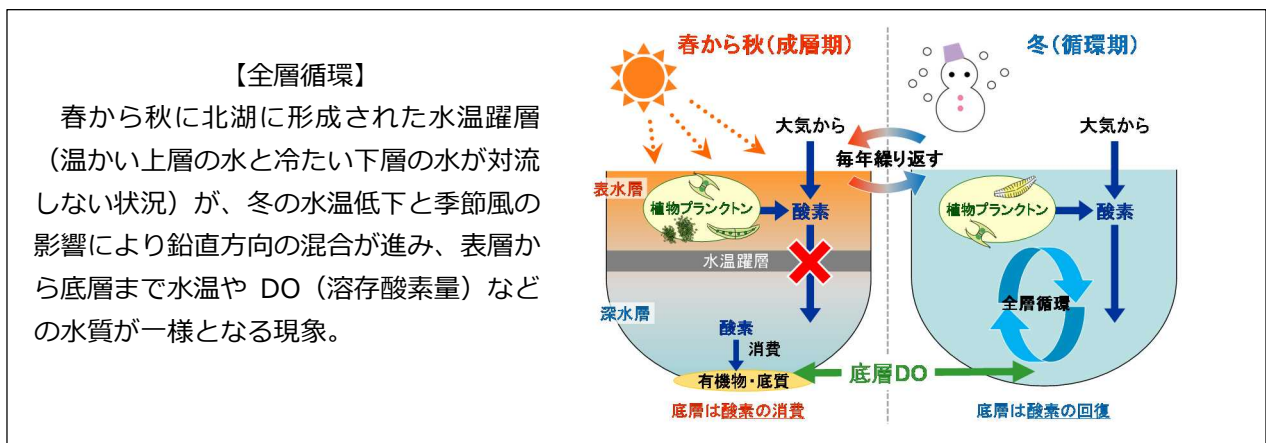 【全層循環】
春から秋に北湖に形成された水温躍層
（温かい上層の水と冷たい下層の水が対流
しない状況）が、冬の水温低下と季節風の
影響により鉛直方向の混合が進み、表層か
ら底層まで水温や DO（溶存酸素量）など
の水質が一様となる現象。
春から秋(成層期)
大気から
表水層
植物プランクトン
酸素
水温躍層
深水層
酸素
消費
有機物・底質
底層は酸素の消費
毎年繰り返す
底層DO
冬(循環期)
大気から
植物プランクトン
酸素
全層循環
底層は酸素の回復